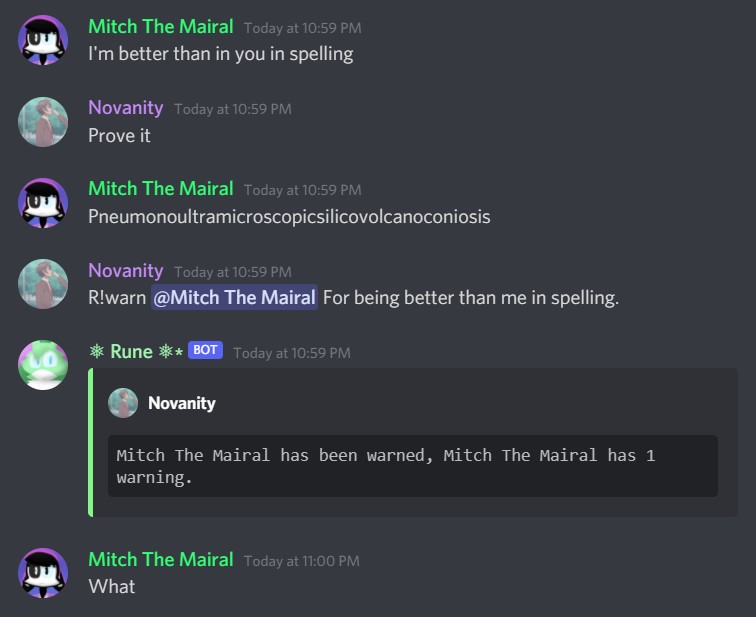 Mitch The Mairal Today at 10:59 PM
I'm better than in you in spelling
Novanity Today at 10:59 PM
Prove it
Mitch The Mairal Today at 10:59 PM
Pneumonoultramicroscopicsilicovolcanoconiosis
Novanity Today at 10:59 PM
R!warn @Mitch The Mairal For being better than me in spelling.
❃ Rune ❃* BOT Today at 10:59 PM
Novanity
Mitch The Mairal has been warned, Mitch The Mairal has 1
warning.
Mitch The Mairal Today at 11:00 PM
What